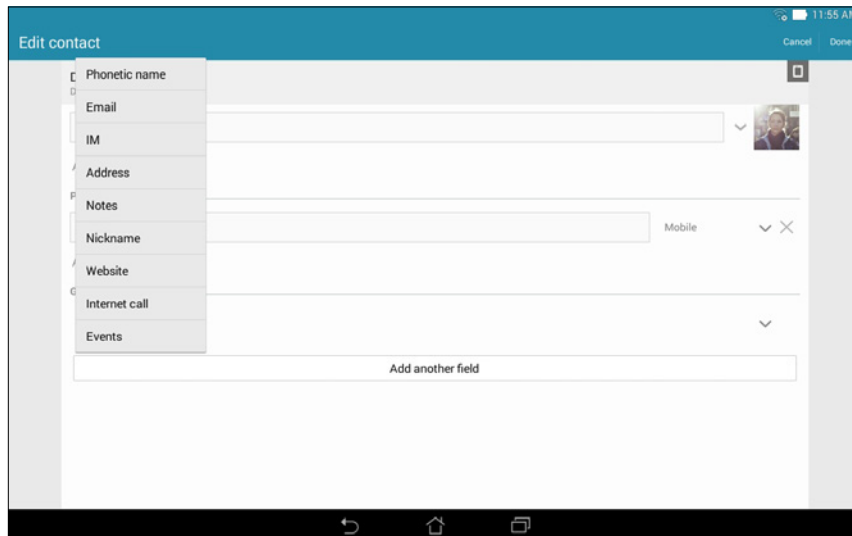 11:55 AM
Edit contact
Cancel
Done
Phonetic name
Email
IM
Address
Notes
Nickname
Mobile
Website
Internet call
Events
Add another field